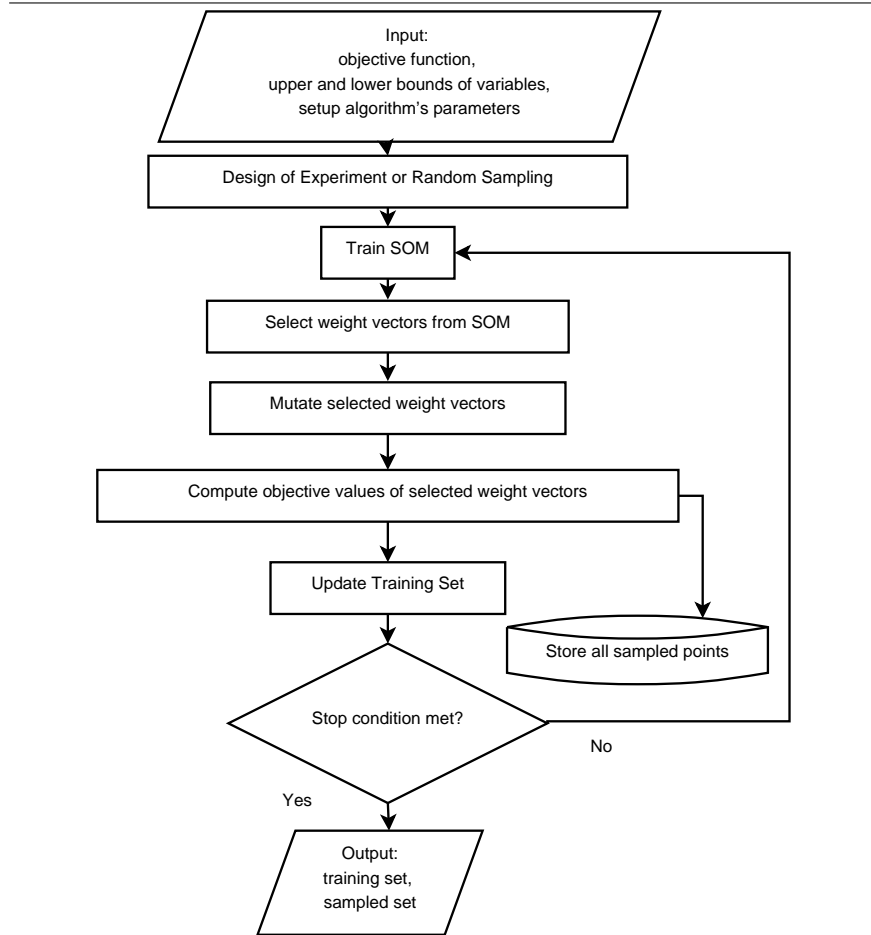 Input:
objective function,
upper and lower bounds of variables,
setup algorithm's parameters
Design of Experiment or Random Sampling
Train SOM
Select weight vectors from SOM
Mutate selected weight vectors
Compute objective values of selected weight vectors
Update Training Set
Store all sampled points
Stop condition met?
No
Yes
Output:
training set,
sampled set